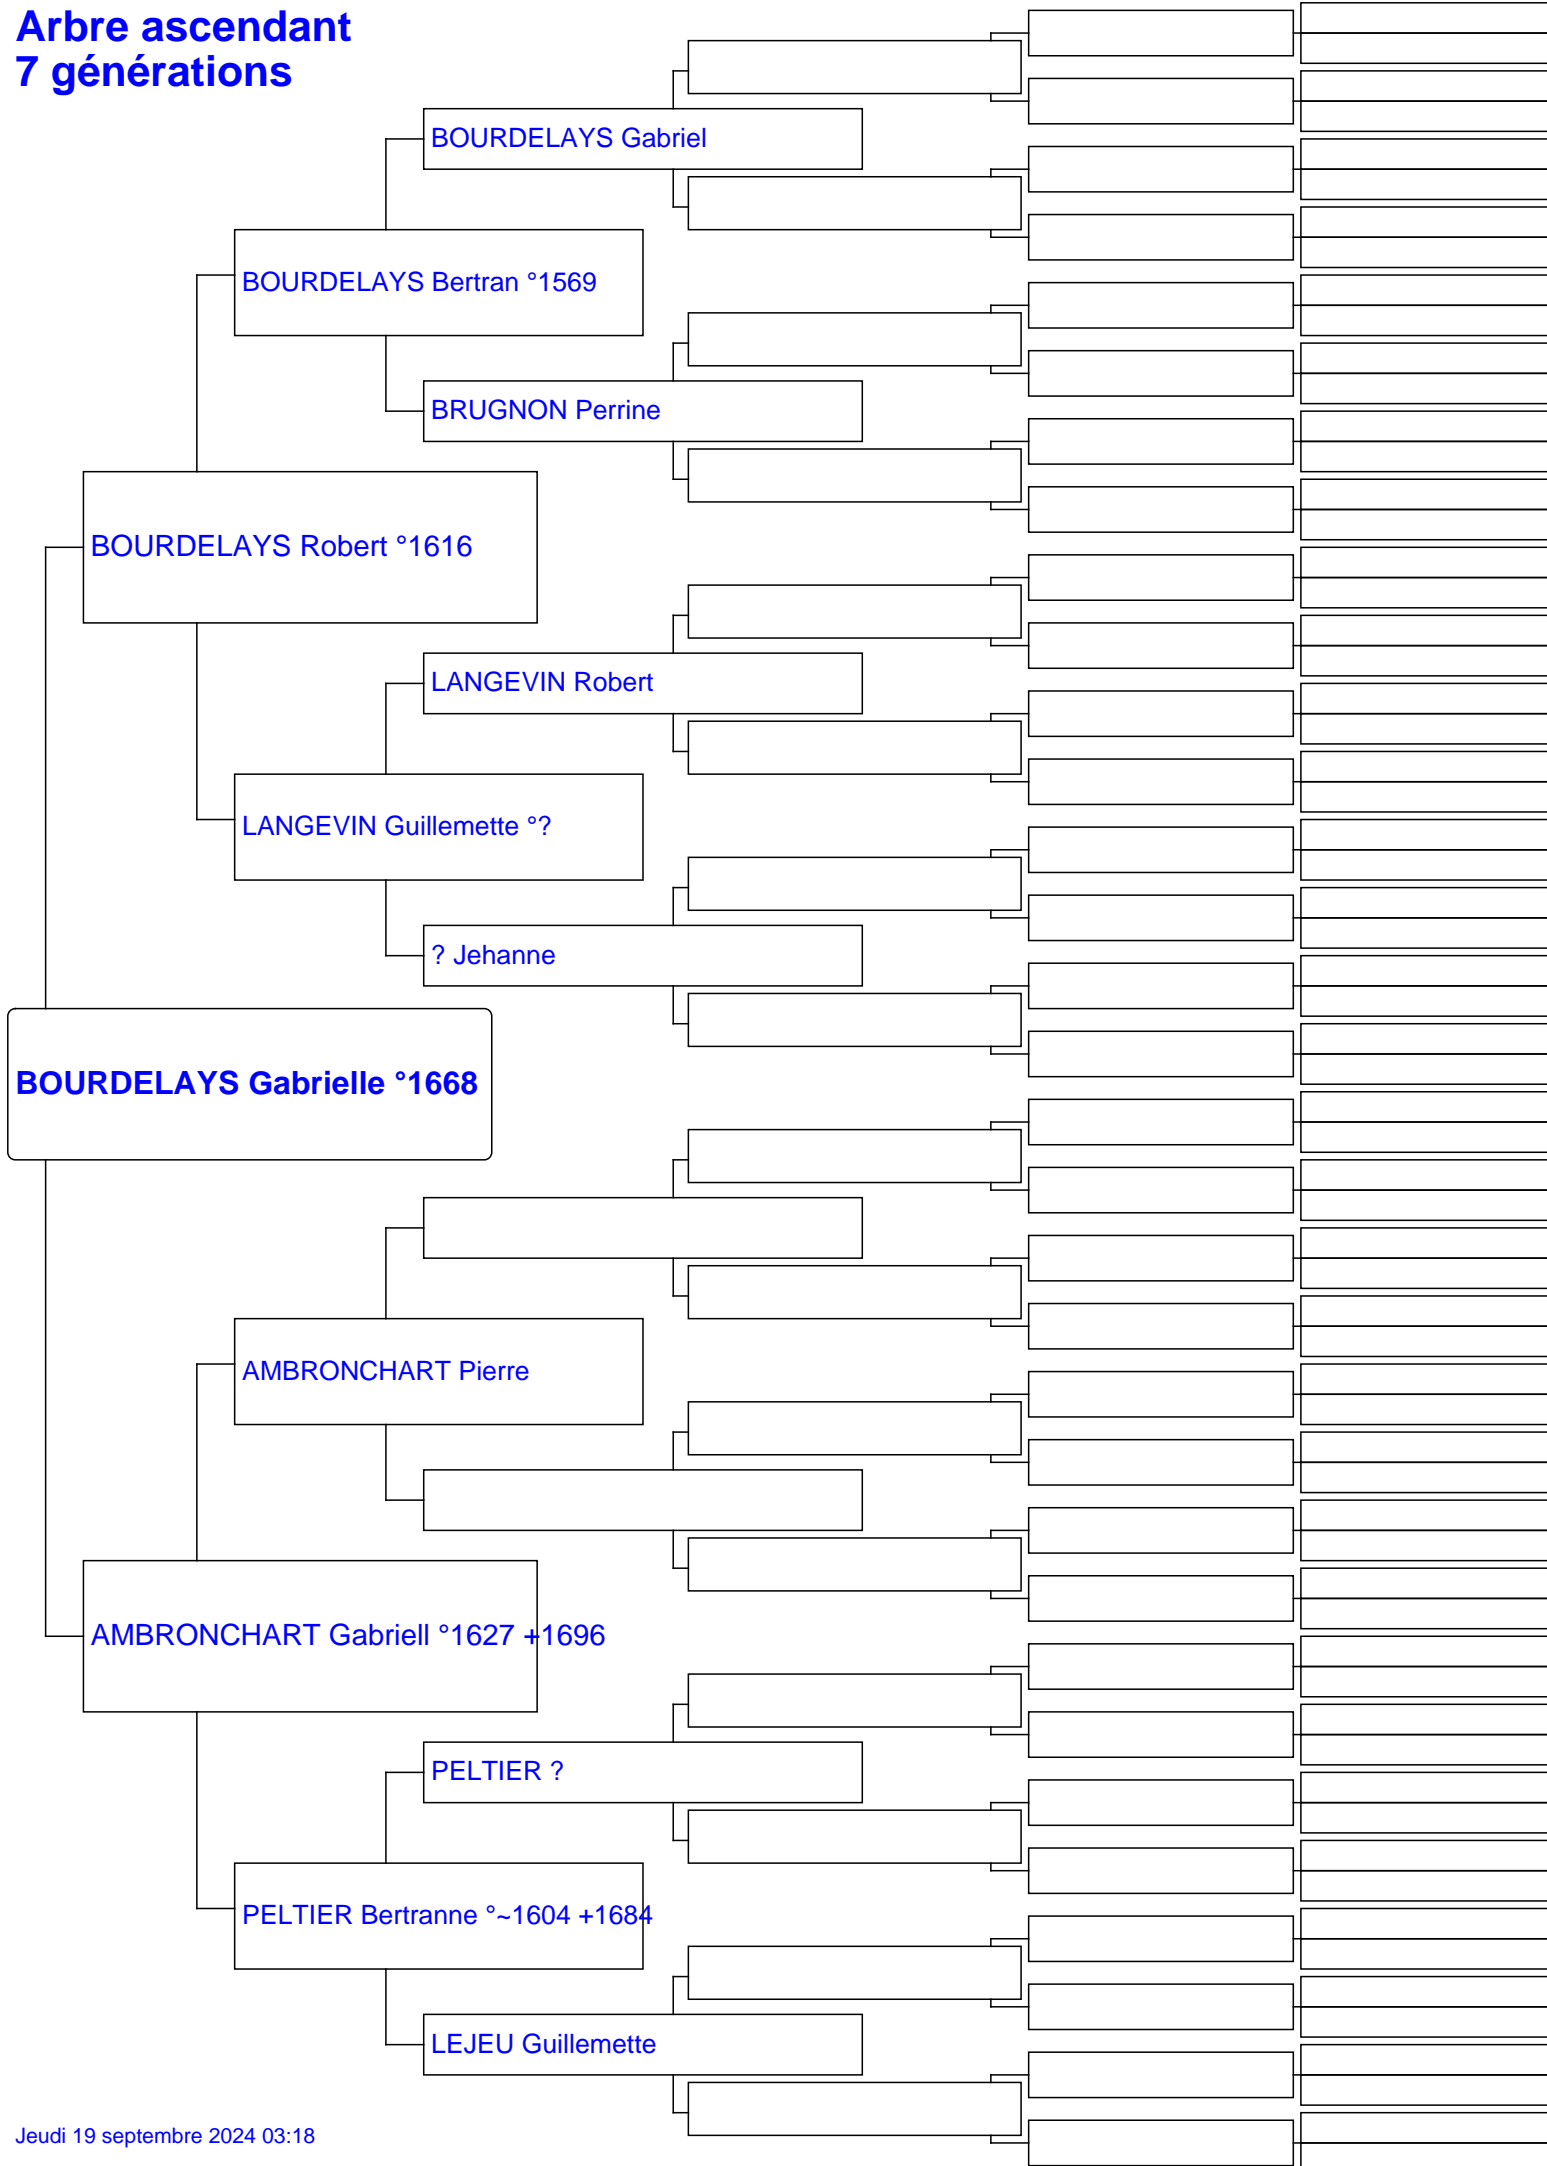 Arbre ascendant
7 générations
BOURDELAYS Gabriel
BOURDELAYS Bertran °1569
BRUGNON Perrine
BOURDELAYS Robert °1616
LANGEVIN Robert
LANGEVIN Guillemette °?
? Jehanne
BOURDELAYS Gabrielle °1668
AMBRONCHART Pierre
AMBRONCHART Gabriell °1627 +1696
PELTIER ?
PELTIER Bertranne °~1604 +1684
LEJEU Guillemette
Jeudi 19 septembre 2024 03:18